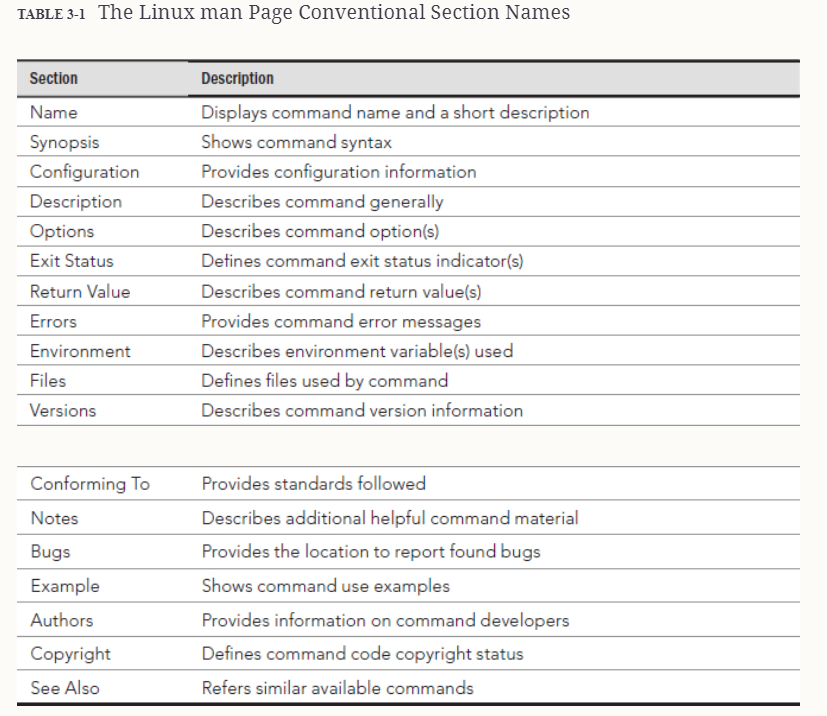 TABLE 3-1 The Linux man Page Conventional Section Names
Section Description
Name Displays command name and a short description
Synopsis Shows command syntax
Configuration Provides configuration information
Description Describes command generally
Options Describes command option(s)
Exit Status Defines command exit status indicator(s)
Return Value Describes command return value(s)
Errors Provides command error messages
Environment Describes environment variable(s) used
Files Defines files used by command
Versions Describes command version information
Conforming To Provides standards followed
Notes Describes additional helpful command material
Bugs Provides the location to report found bugs
Example Shows command use examples
Authors Provides information on command developers
Copyright Defines command code copyright status
See Also Refers similar available commands